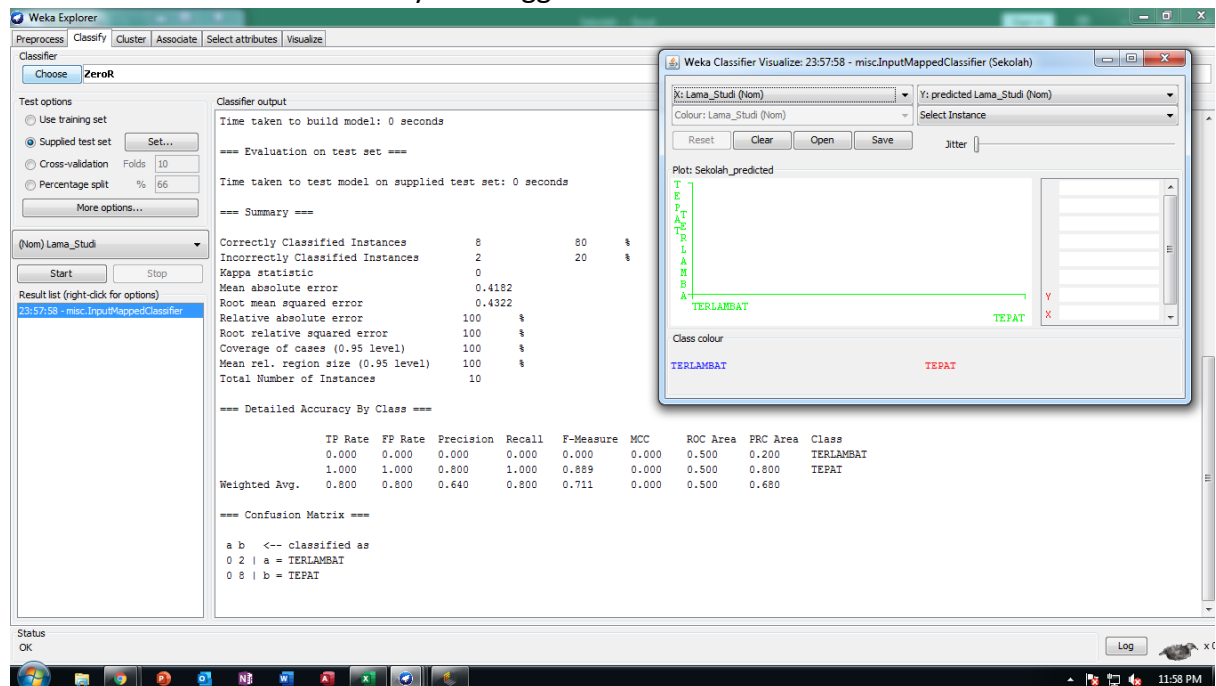 Weka Explorer
Preprocess Classify Cluster Associate Select attributes Visualize
Classifier
Choose ZeroR
Test options
Use training set
Supplied test set Set...
Cross-validation Folds 10
Percentage split % 66
More options...
(Nom) Lama_Studi
Start Stop
Result list (right-click for options)
23:57:58 - misc.InputMappedClassifier
Classifier output
Time taken to build model: 0 seconds
=== Evaluation on test set ===
Time taken to test model on supplied test set: 0 seconds
=== Summary ===
Correctly Classified Instances 8 80 %
Incorrectly Classified Instances 2 20 %
Kappa statistic 0
Mean absolute error 0.4182
Root mean squared error 0.4322
Relative absolute error 100 %
Root relative squared error 100 %
Coverage of cases (0.95 level) 100 %
Mean rel. region size (0.95 level) 100 %
Total Number of Instances 10
=== Detailed Accuracy By Class ===
TP Rate FP Rate Precision Recall F-Measure MCC ROC Area PRC Area Class
0.000 0.000 0.000 0.000 0.000 0.000 0.500 0.200 TERLAMBAT
1.000 1.000 0.800 1.000 0.889 0.000 0.500 0.800 TEPAT
Weighted Avg. 0.800 0.800 0.640 0.800 0.711 0.000 0.500 0.680
=== Confusion Matrix ===
a b <-- classified as
0 2 | a = TERLAMBAT
0 8 | b = TEPAT
Weka Classifier Visualize: 23:57:58 - misc.InputMappedClassifier (Sekolah)
X: Lama_Studi (Nom) Y: predicted Lama_Studi (Nom)
Colour: Lama_Studi (Nom) Select Instance
Reset Clear Open Save Jitter
Plot: Sekolah_predicted
TEPAT
TERLAMBA
TERLAMBAT TEPAT
Y
X
Class colour
TERLAMBAT TEPAT
Status
OK
Log x 0
11:58 PM